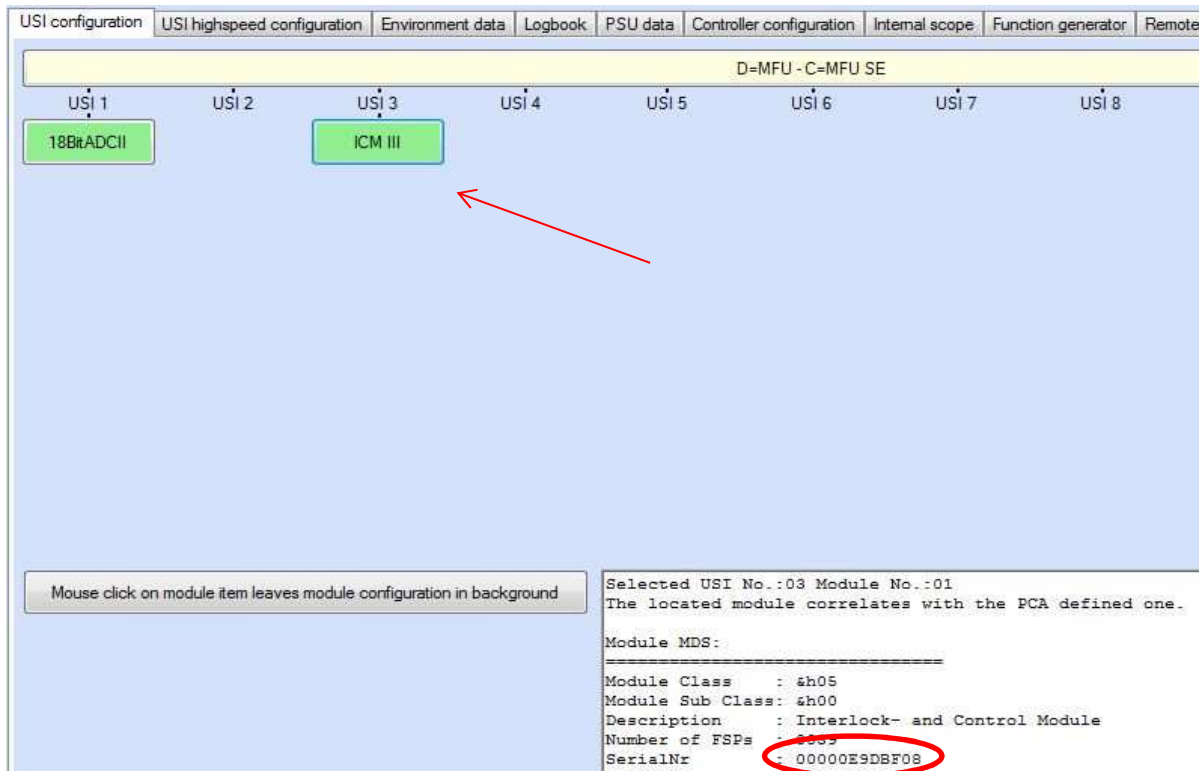 USI configuration USI highspeed configuration Environment data Logbook PSU data Controller configuration Internal scope Function generator Remote
D=MFU - C=MFU SE
USI 1 USI 2 USI 3 USI 4 USI 5 USI 6 USI 7 USI 8
18BitADCII ICM III
Mouse click on module item leaves module configuration in background
Selected USI No.:03 Module No.:01
The located module correlates with the PCA defined one.
Module MDS:
================================
Module Class : &h05
Module Sub Class: &h00
Description : Interlock- and Control Module
Number of FSPs :
SerialNr : 00000E9DBF08